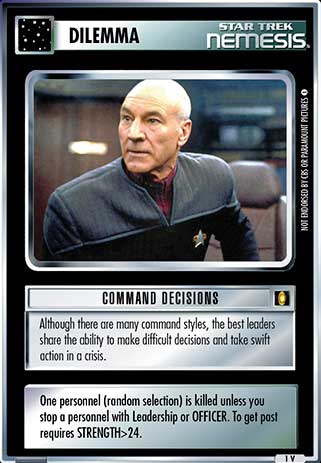 DILEMMA
STAR TREK
NEMESIS
NOT ENDORSED BY CBS OR PARAMOUNT PICTURES
COMMAND DECISIONS
Although there are many command styles, the best leaders
share the ability to make difficult decisions and take swift
action in a crisis.
One personnel (random selection) is killed unless you
stop a personnel with Leadership or OFFICER. To get past
requires STRENGTH>24.
1 V